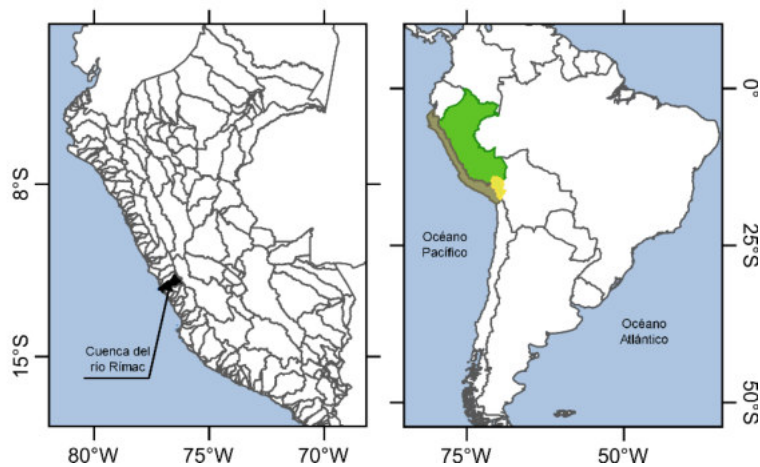 8°S
15°S
Cuenca del
río Rímac
80°W
75°W
70°W
0°
25°S
50°S
Océano
Pacífico
Océano
Atlántico
75°W
50°W